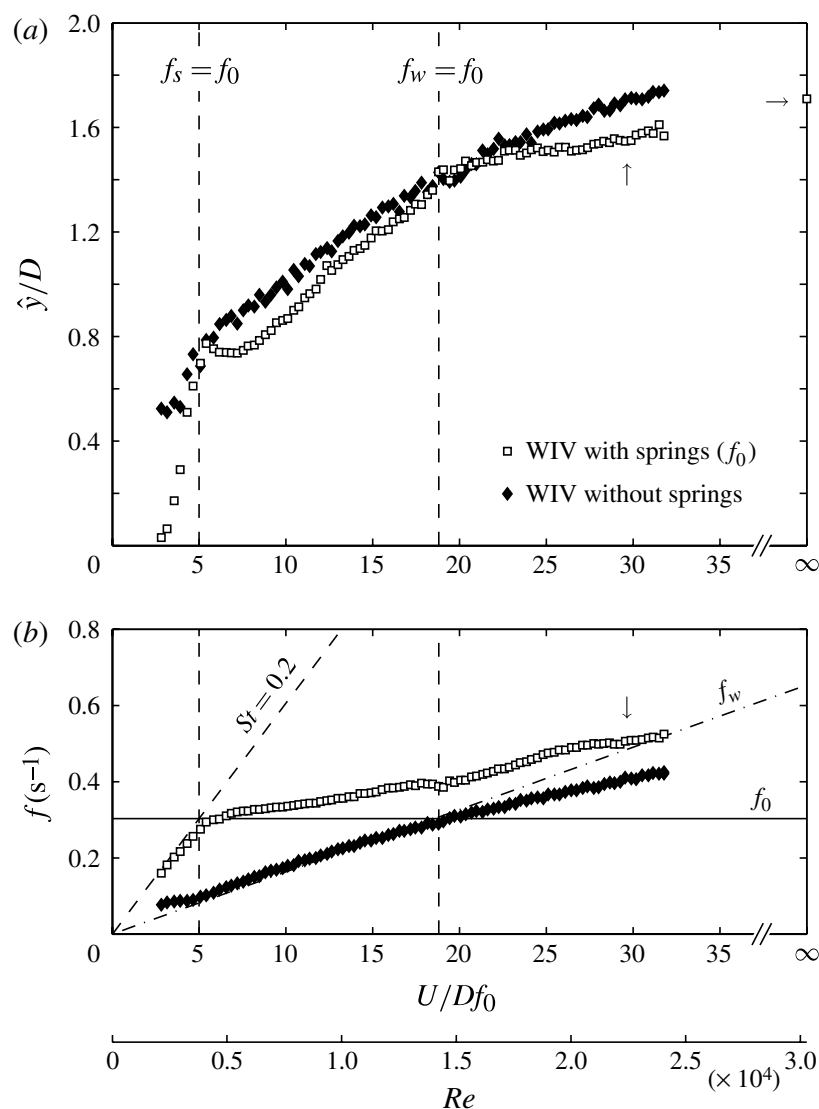 (a)
2.0
1.6
1.2
0.8
0.4
0
ŷ/D
f_s = f_0
f_w = f_0
→
↑
WIV with springs (f_0)
WIV without springs
5 10 15 20 25 30 35 ∞
(b)
0.8
0.6
0.4
0.2
0
f (s⁻¹)
St = 0.2
↓
f_w
f_0
5 10 15 20 25 30 35 ∞
U/Df_0
0 0.5 1.0 1.5 2.0 2.5 3.0
(× 10⁴)
Re